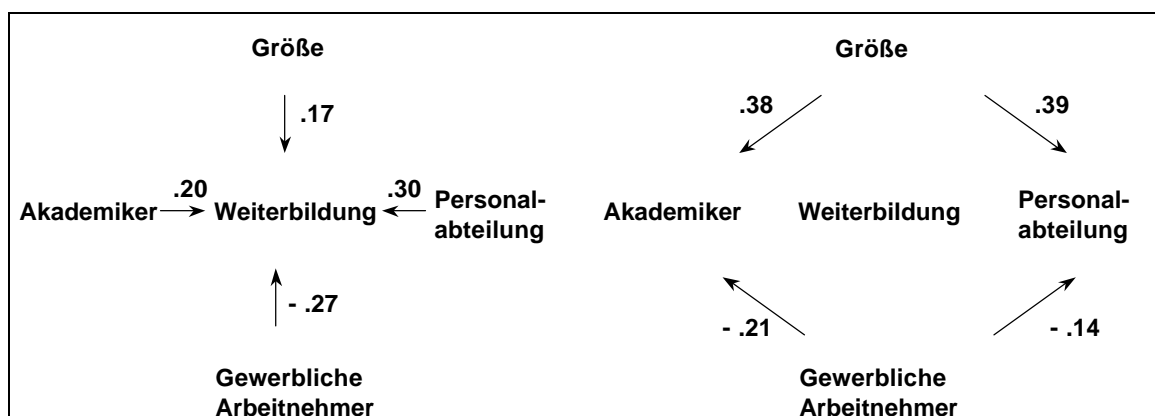 Größe
.17
Akademiker
.20
Weiterbildung
.30
Personal-
abteilung
- .27
Gewerbliche
Arbeitnehmer
Größe
.38
.39
Akademiker
Weiterbildung
Personal-
abteilung
- .21
- .14
Gewerbliche
Arbeitnehmer